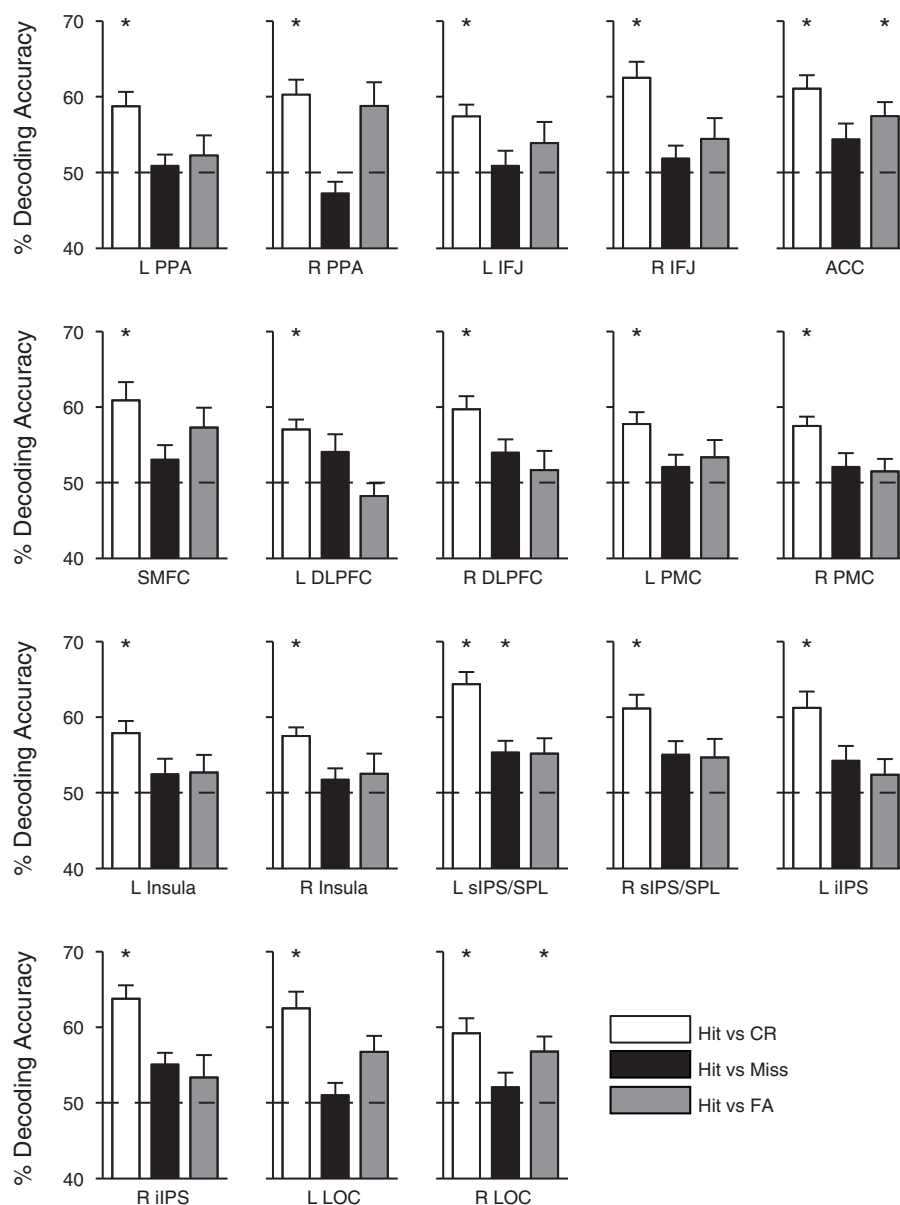 % Decoding Accuracy
70
60
50
40
* * * * * *
L PPA R PPA L IFJ R IFJ ACC
% Decoding Accuracy
70
60
50
40
* * * * *
SMFC L DLPFC R DLPFC L PMC R PMC
% Decoding Accuracy
70
60
50
40
* * * * * *
L Insula R Insula L sIPS/SPL R sIPS/SPL L iIPS
% Decoding Accuracy
70
60
50
40
* * * *
R iIPS L LOC R LOC
Hit vs CR
Hit vs Miss
Hit vs FA